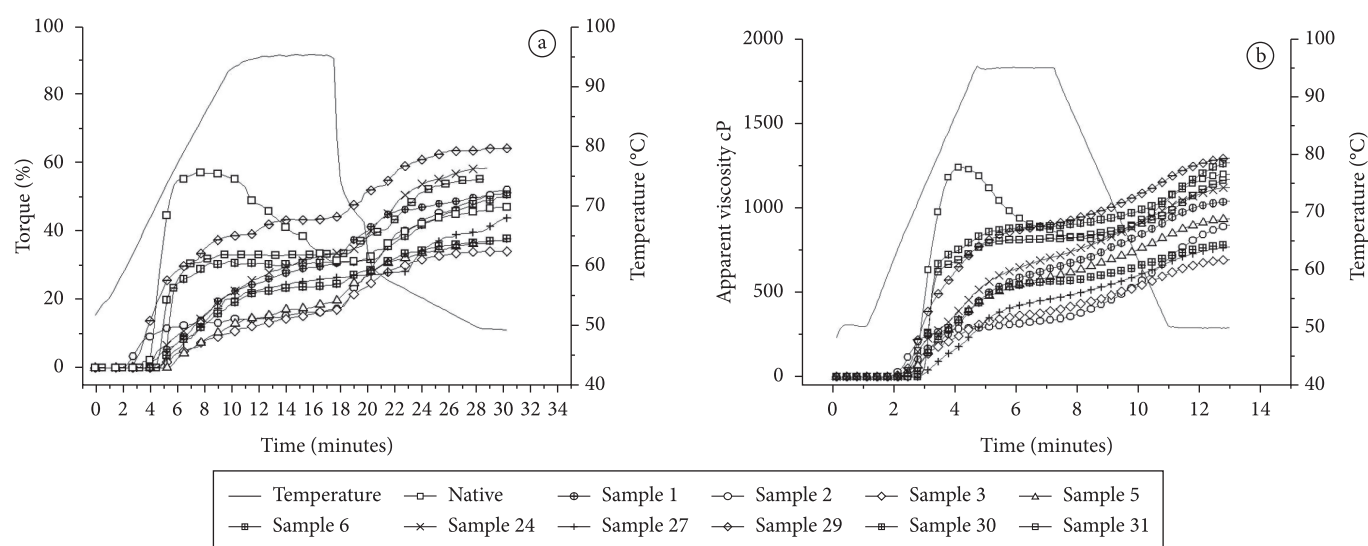 100
80
60
40
20
0
Torque (%)
0 2 4 6 8 10 12 14 16 18 20 22 24 26 28 30 32 34
Time (minutes)
100
90
80
70
60
50
40
Temperature (°C)
a
2000
1500
1000
500
0
Apparent viscosity cP
0 2 4 6 8 10 12 14
Time (minutes)
100
90
80
70
60
50
40
Temperature (°C)
b
Temperature Native Sample 1 Sample 2 Sample 3 Sample 5
Sample 6 Sample 24 Sample 27 Sample 29 Sample 30 Sample 31